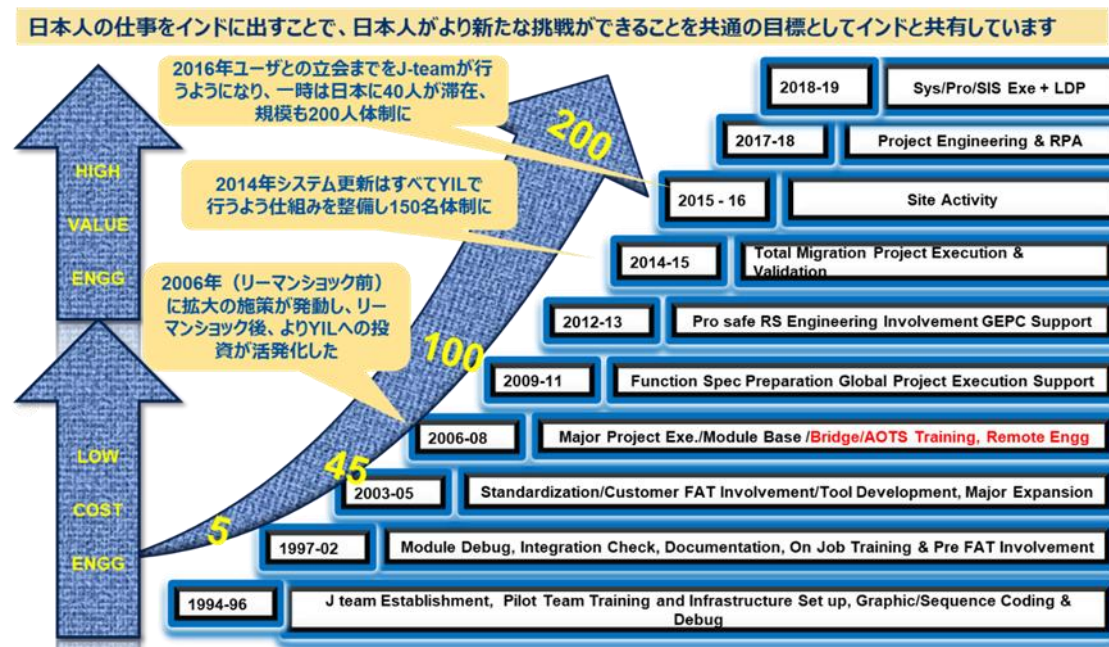 日本人の仕事をインドに出すことで、日本人がより新たな挑戦ができることを共通の目標としてインドと共有しています
2016年ユーザとの立会までをJ-teamが行
うようになり、一時は日本に40人が滞在、
規模も200人体制に
2014年システム更新はすべてYILで
行うよう仕組みを整備し150名体制に
2006年（リーマンショック前）
に拡大の施策が発動し、リー
マンショック後、よりYILへの投
資が活発化した
HIGH
VALUE
ENGG
LOW
COST
ENGG
200
100
45
5
2018-19
Sys/Pro/SIS Exe + LDP
2017-18
Project Engineering & RPA
2015 - 16
Site Activity
2014-15
Total Migration Project Execution &
Validation
2012-13
Pro safe RS Engineering Involvement GEPC Support
2009-11
Function Spec Preparation Global Project Execution Support
2006-08
Major Project Exe./Module Base /Bridge/AOTS Training, Remote Engg
2003-05
Standardization/Customer FAT Involvement/Tool Development, Major Expansion
1997-02
Module Debug, Integration Check, Documentation, On Job Training & Pre FAT Involvement
1994-96
J team Establishment, Pilot Team Training and Infrastructure Set up, Graphic/Sequence Coding &
Debug